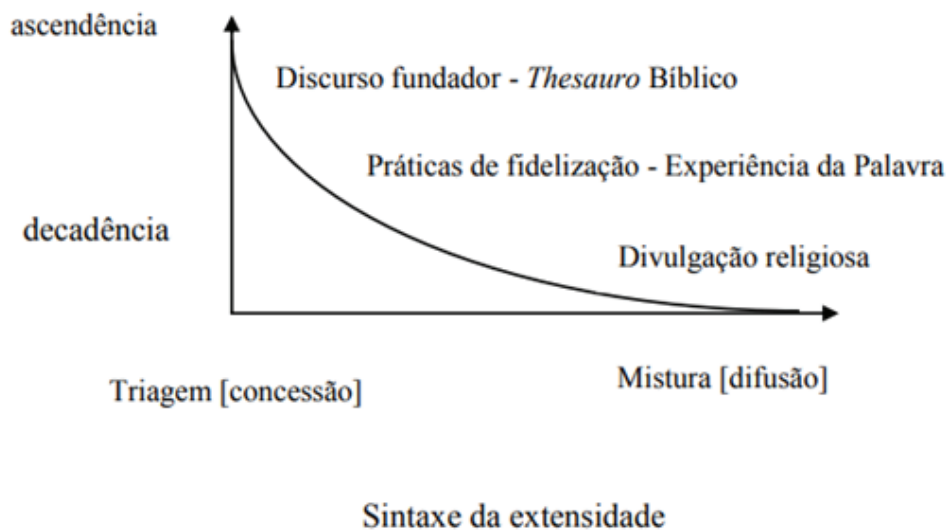 ascendência
Discurso fundador - Thesauro Bíblico
Práticas de fidelização - Experiência da Palavra
decadência
Divulgação religiosa
Triagem [concessão]
Mistura [difusão]
Sintaxe da extensidade